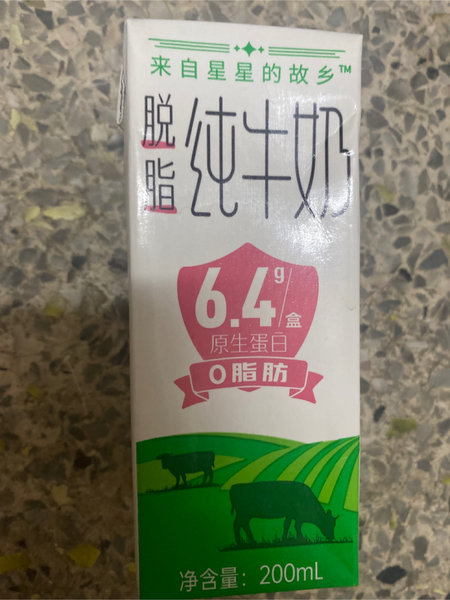 来自星星的故乡™
脱脂 纯牛奶
6.4g/盒
原生蛋白
0脂肪
净含量：200mL